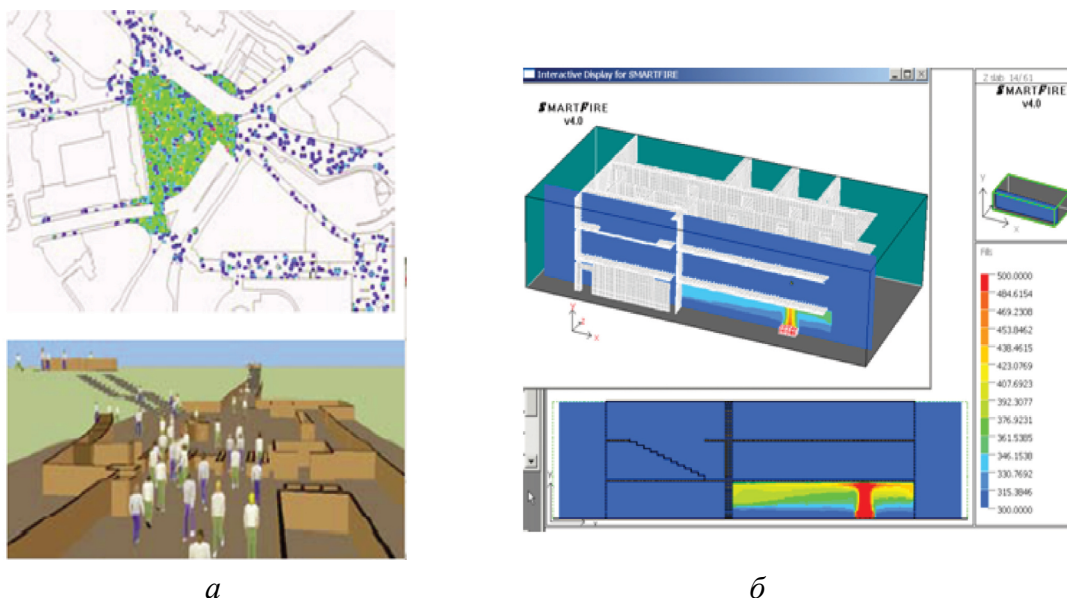 Interactive Display for SMARTFIRE
SMARTFIRE
v4.0
Y
Z
X
Z slab 14/61
SMARTFIRE
v4.0
Y
Z
X
Fills
500.0000
484.6154
469.2308
453.8462
438.4615
423.0769
407.6923
392.3077
376.9231
361.5385
346.1538
330.7692
315.3846
300.0000
а
б